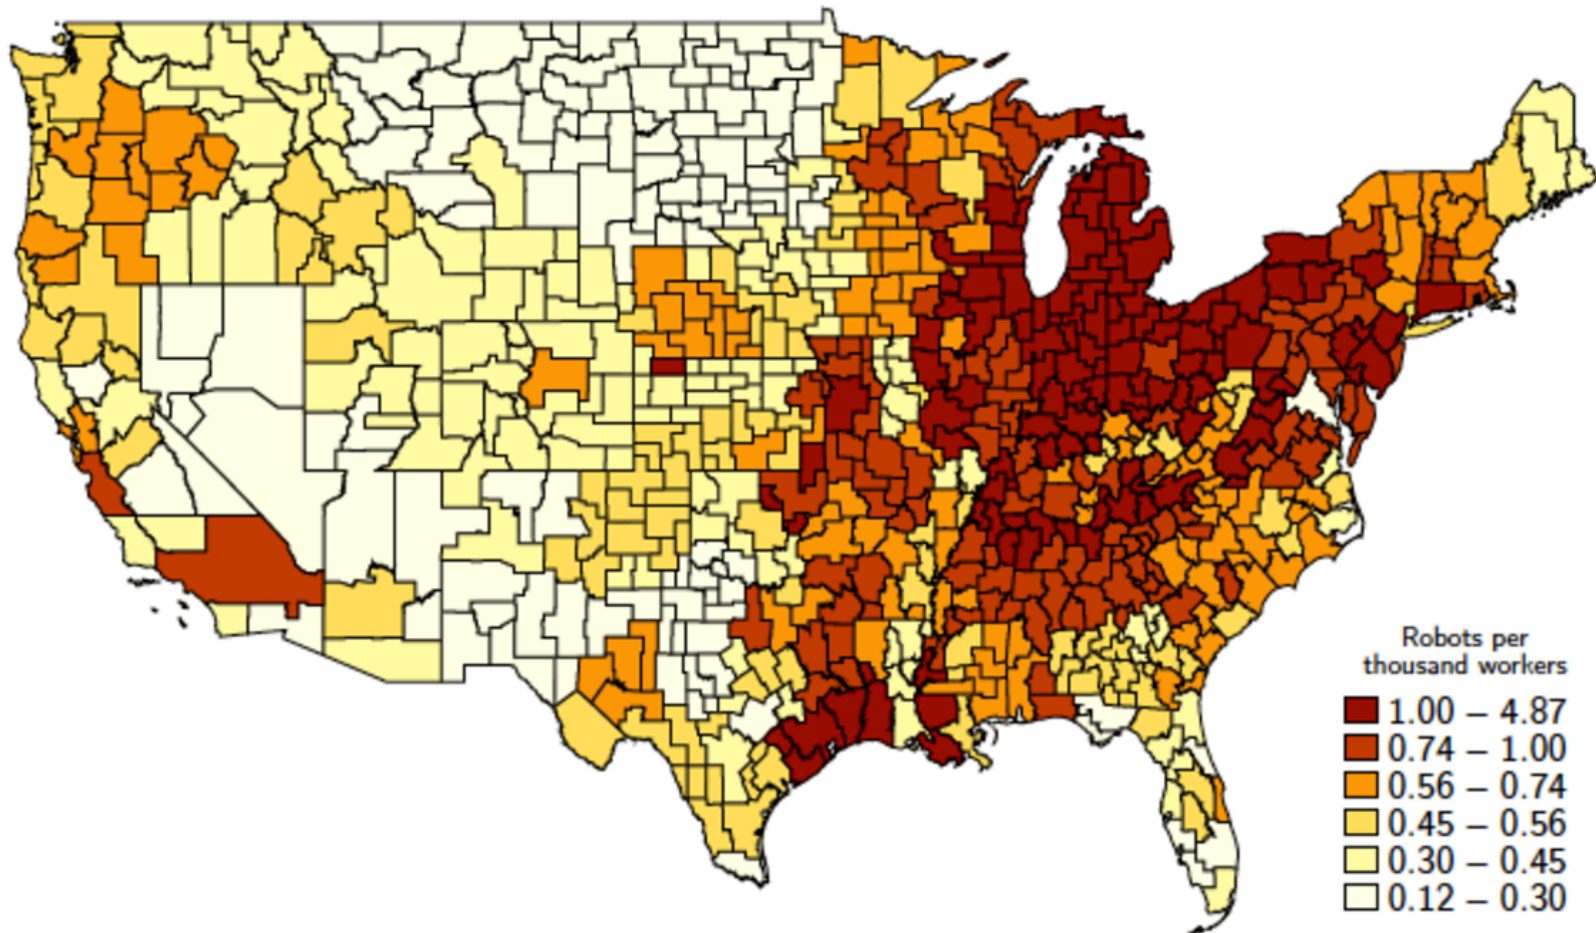 Robots per
thousand workers
1.00 – 4.87
0.74 – 1.00
0.56 – 0.74
0.45 – 0.56
0.30 – 0.45
0.12 – 0.30